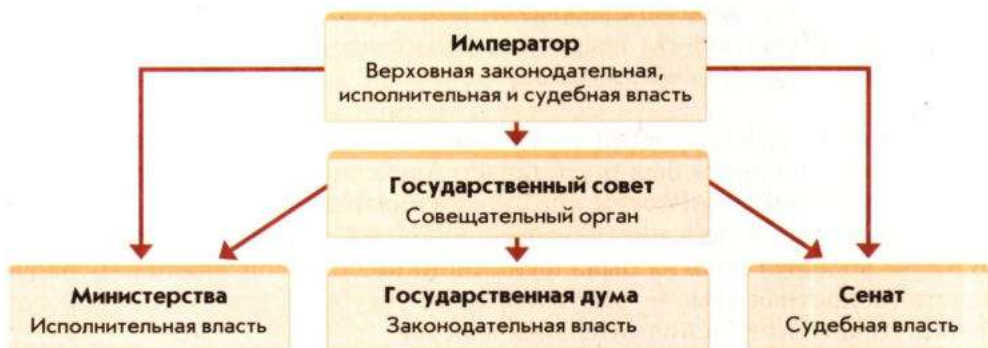 Император
Верховная законодательная,
исполнительная и судебная власть
Государственный совет
Совещательный орган
Министерства
Исполнительная власть
Государственная дума
Законодательная власть
Сенат
Судебная власть